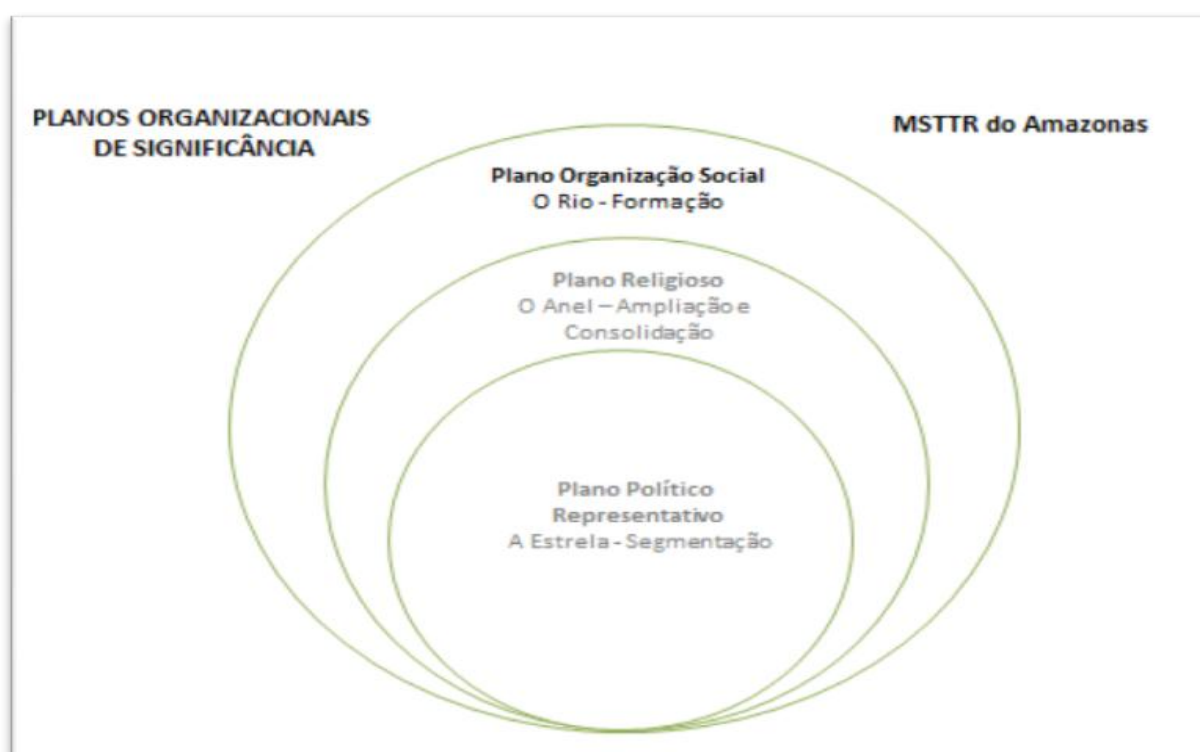 PLANOS ORGANIZACIONAIS
DE SIGNIFICÂNCIA
MSTTR do Amazonas
Plano Organização Social
O Rio - Formação
Plano Religioso
O Anel – Ampliação e
Consolidação
Plano Político
Representativo
A Estrela - Segmentação